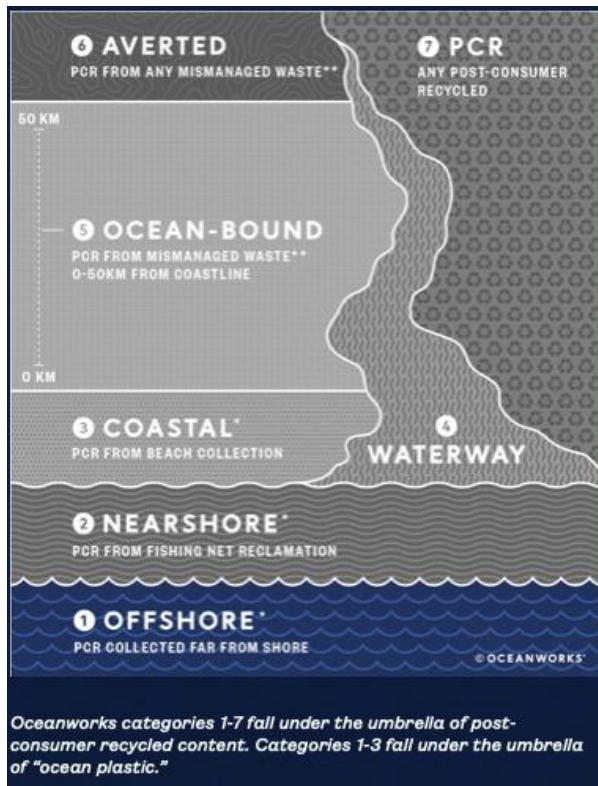 6 AVERTED
PCR FROM ANY MISMANAGED WASTE**
7 PCR
ANY POST-CONSUMER
RECYCLED
50 KM
5 OCEAN-BOUND
PCR FROM MISMANAGED WASTE**
0-50KM FROM COASTLINE
0 KM
3 COASTAL*
PCR FROM BEACH COLLECTION
4
WATERWAY
2 NEARSHORE*
PCR FROM FISHING NET RECLAMATION
1 OFFSHORE*
PCR COLLECTED FAR FROM SHORE
©OCEANWORKS®
Oceanworks categories 1-7 fall under the umbrella of post-
consumer recycled content. Categories 1-3 fall under the umbrella
of “ocean plastic.”